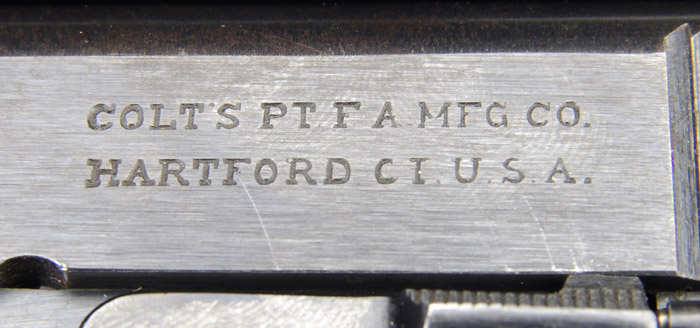 COLT'S PT. F. A. MFG. CO.
HARTFORD CT. U.S.A.